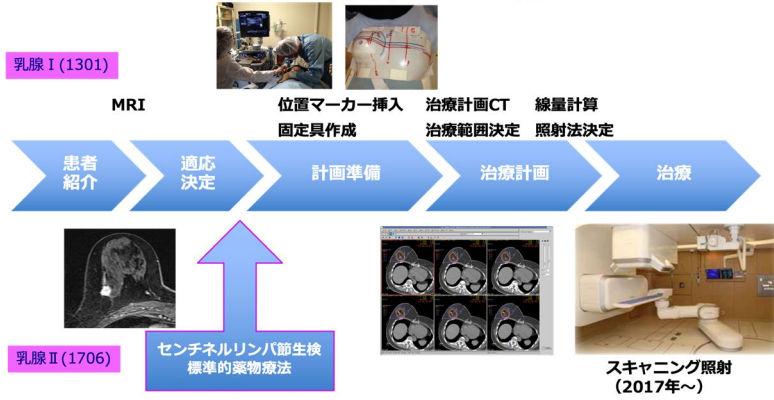 乳腺Ⅰ(1301)
MRI
位置マーカー挿入
固定具作成
治療計画CT
治療範囲決定
線量計算
照射法決定
患者
紹介
適応
決定
計画準備
治療計画
治療
センチネルリンパ節生検
標準的薬物療法
乳腺Ⅱ(1706)
スキャニング照射
（2017年～）